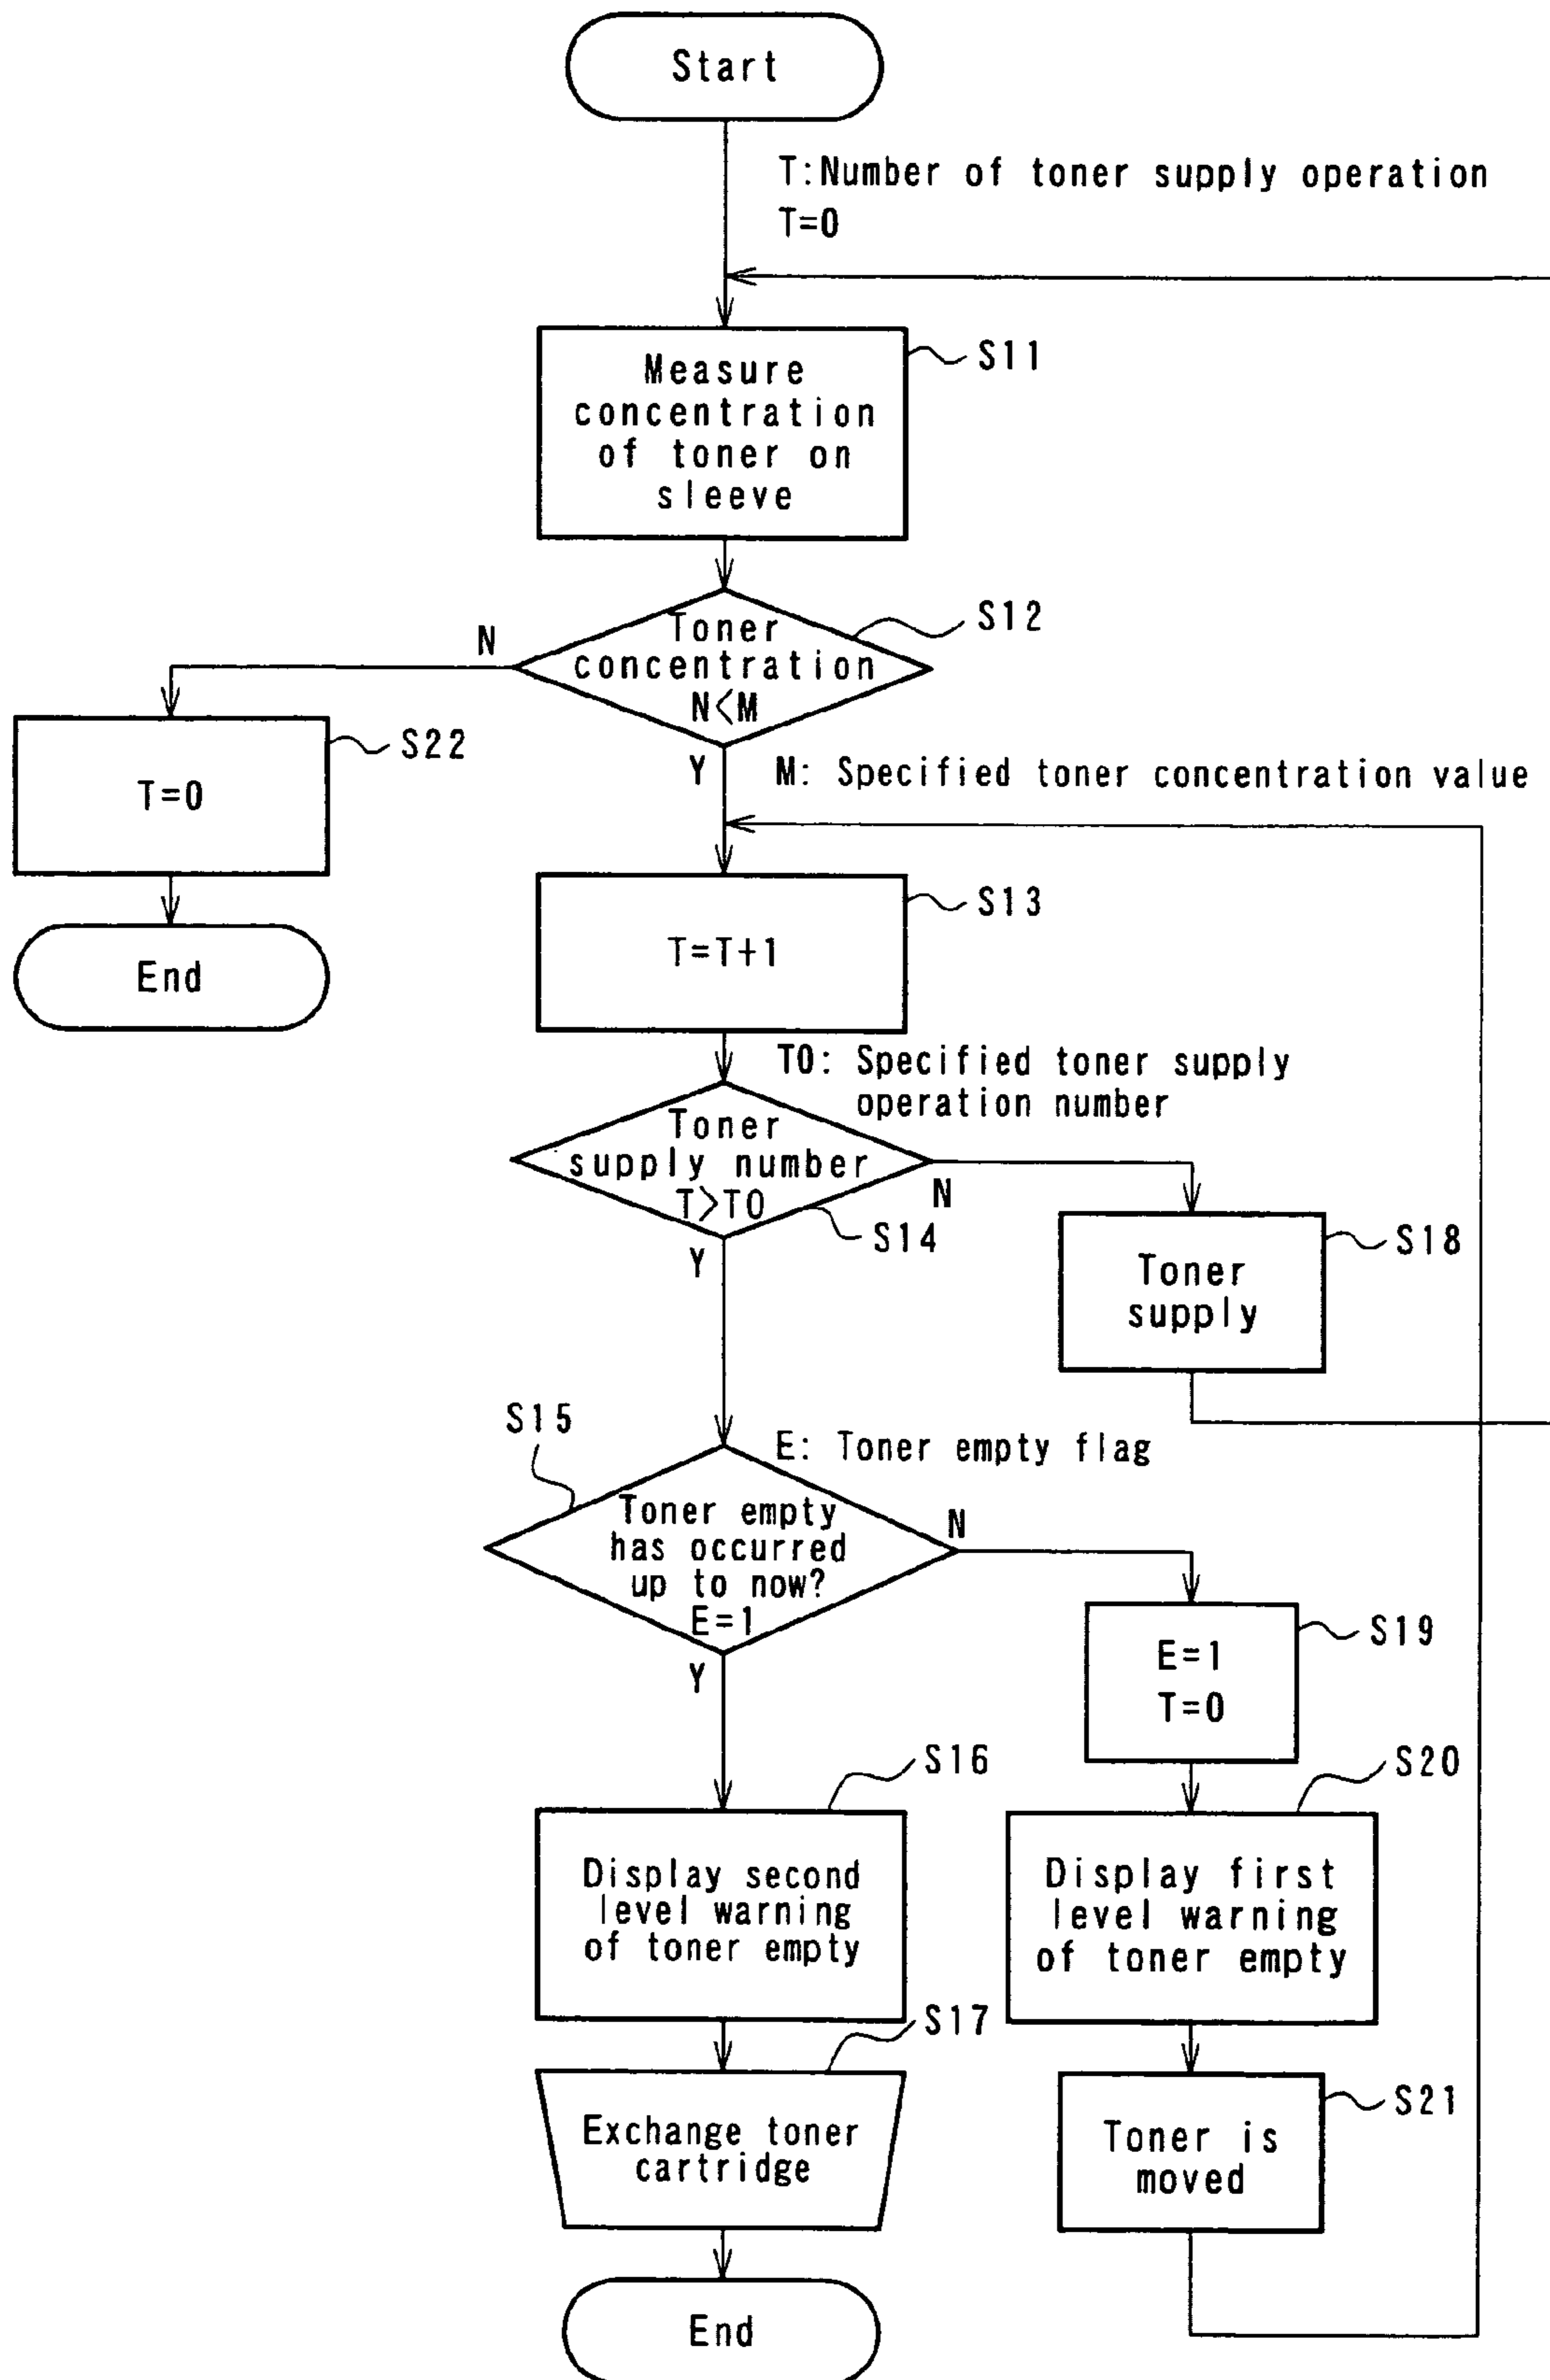 Start
T:Number of toner supply operation
T=0
Measure
concentration
of toner on
sleeve
S11
Toner
concentration
N<M
S12
N
Y
M: Specified toner concentration value
T=0
S22
End
T=T+1
S13
T0: Specified toner supply
operation number
Toner
supply number
T>T0
N
S14
Y
Toner
supply
S18
S15
E: Toner empty flag
Toner empty
has occurred
up to now?
E=1
N
Y
E=1
T=0
S19
S16
S20
Display second
level warning
of toner empty
Display first
level warning
of toner empty
S17
Exchange toner
cartridge
Toner is
moved
S21
End